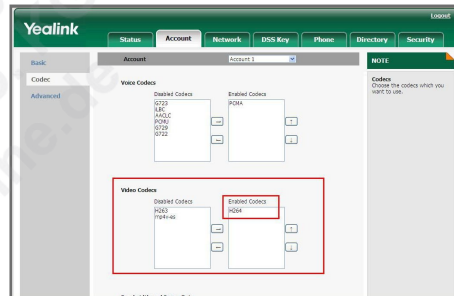 Logout
Yealink
Status
Account
Network
DSS Key
Phone
Directory
Security
Basic
Codec
Advanced
Account
Account 1
NOTE
Codecs
Choose the codecs which you
want to use.
Voice Codecs
Disabled Codecs
Enabled Codecs
G723
iLBC
AACLC
PCMU
G729
G722
PCMA
Video Codecs
Disabled Codecs
Enabled Codecs
H263
mp4v-es
H264